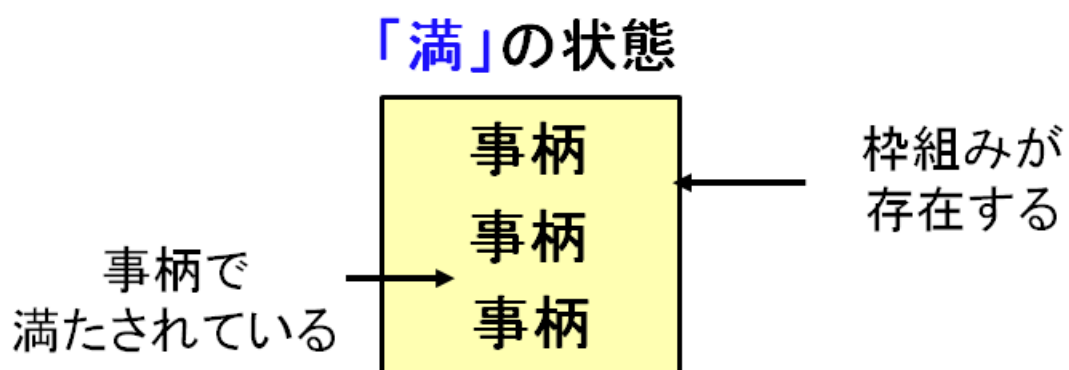 「満」の状態
事柄
枠組みが
存在する
事柄
事柄で
満たされている
事柄